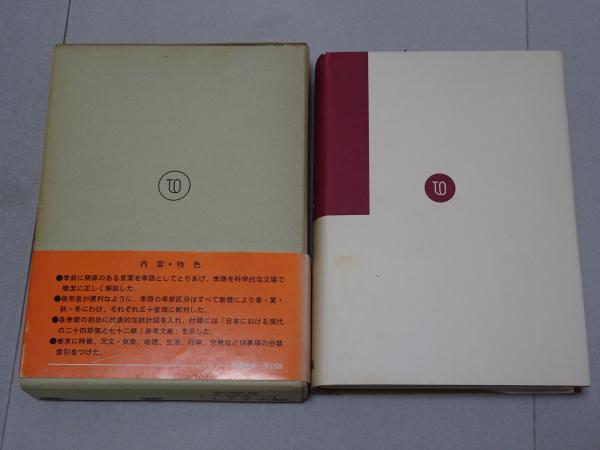 内容・特色
●季節に関係のある言葉を季語としてとりあげ、季語を科学的な立場で
簡潔に正しく解説した。
●使用者が便利なように、季語の季節区分はすべて新暦により春・夏・
秋・冬にわけ、それぞれ五十音順に配列した。
●各季節の初めに代表的な総計図を入れ、付録には「日本における現代
の二十四節気と七十二候」「参考文献」を示した。
●巻末に時候、天文・気象、地理、生活、行事、宗教など16事項の分類
索引をつけた。